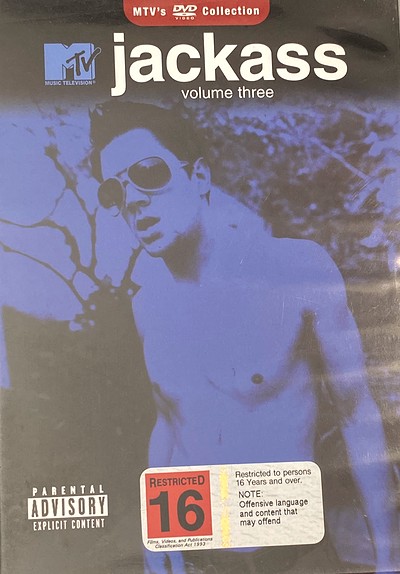 MTV's DVD VIDEO Collection
MTV
MUSIC TELEVISION®
jackass
volume three
PARENTAL
ADVISORY
EXPLICIT CONTENT
RESTRICTED
16
Films, Videos, and Publications
Classification Act 1993
Restricted to persons
16 Years and over.
NOTE:
Offensive language
and content that
may offend